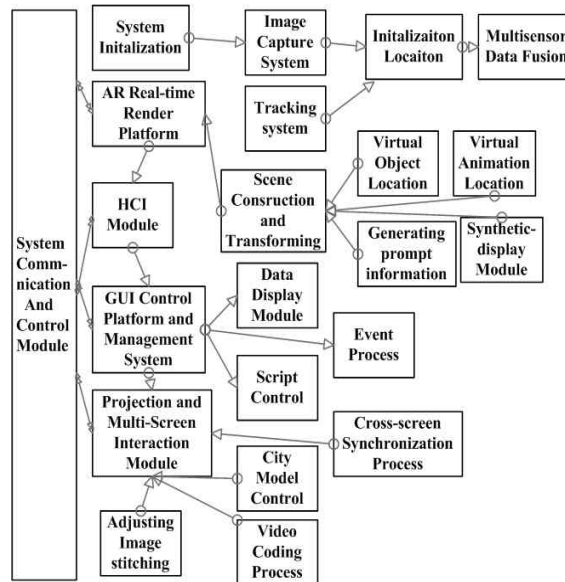 System
Initalization
Image
Capture
System
Initalizaiton
Locaiton
Multisensor
Data Fusion
AR Real-time
Render
Platform
Tracking
system
Virtual
Object
Location
Virtual
Animation
Location
HCI
Module
Scene
Consruction
and
Transforming
Generating
prompt
information
Synthetic-
display
Module
System
Comm-
nication
And
Control
Module
GUI Control
Platform and
Management
System
Data
Display
Module
Event
Process
Script
Control
Projection and
Multi-Screen
Interaction
Module
Cross-screen
Synchronization
Process
City
Model
Control
Adjusting
Image
stitching
Video
Coding
Process